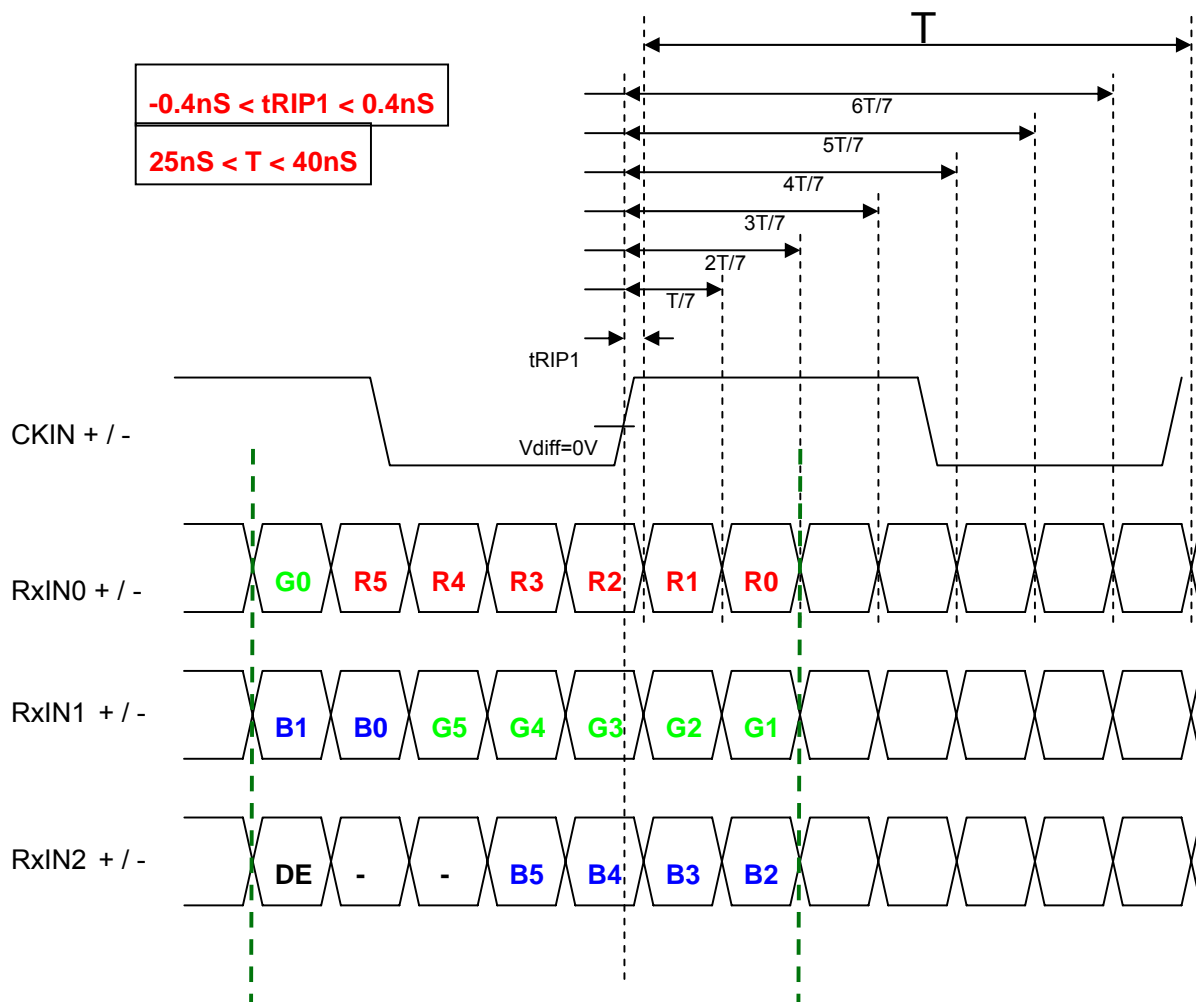 T
-0.4nS < tRIP1 < 0.4nS
25nS < T < 40nS
6T/7
5T/7
4T/7
3T/7
2T/7
T/7
tRIP1
CKIN + / -
Vdiff=0V
RxIN0 + / - G0 R5 R4 R3 R2 R1 R0
RxIN1 + / - B1 B0 G5 G4 G3 G2 G1
RxIN2 + / - DE - - B5 B4 B3 B2